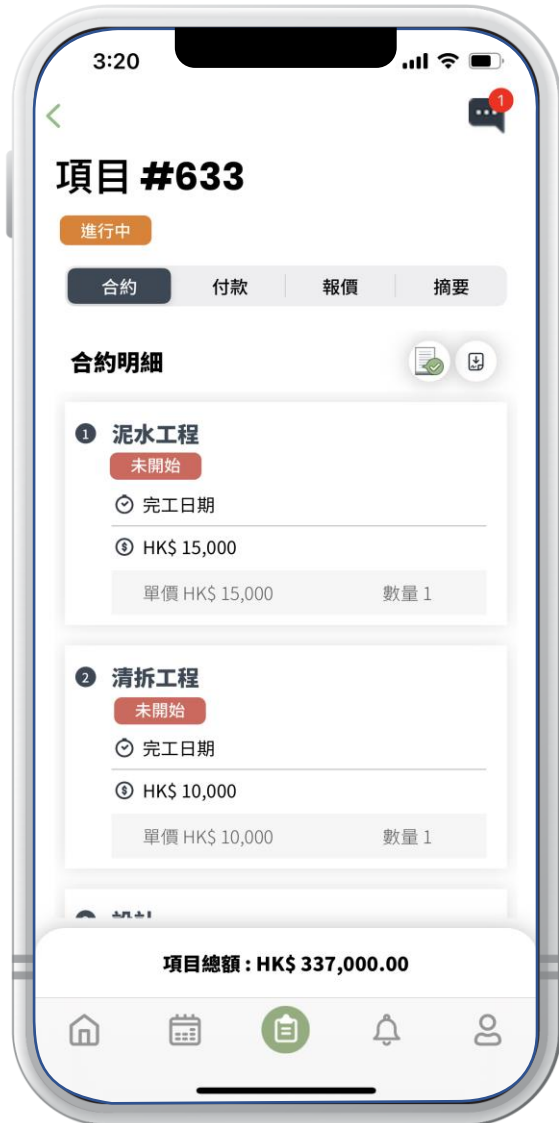 3:20
1
項目 #633
進行中
合約 付款 報價 摘要
合約明細
1 泥水工程
未開始
完工日期
HK$ 15,000
單價 HK$ 15,000 數量 1
2 清拆工程
未開始
完工日期
HK$ 10,000
單價 HK$ 10,000 數量 1
項目總額 : HK$ 337,000.00